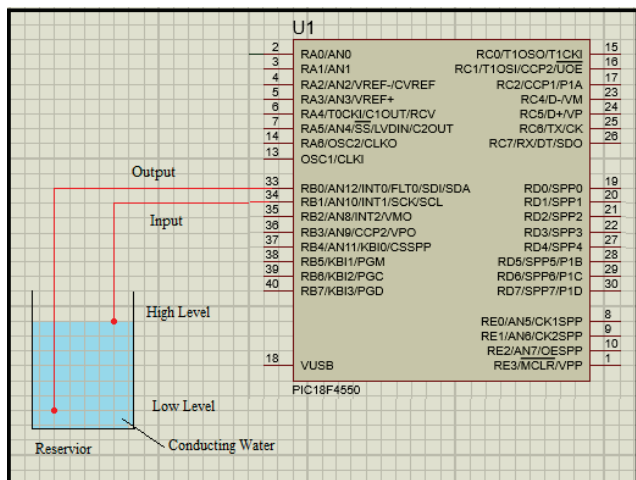 U1
2 RA0/AN0 RC0/T1OSO/T1CKI 15
3 RA1/AN1 RC1/T1OSI/CCP2/UOE 16
4 RA2/AN2/VREF-/CVREF RC2/CCP1/P1A 17
5 RA3/AN3/VREF+ RC4/D-/VM 23
6 RA4/T0CKI/C1OUT/RCV RC5/D+/VP 24
7 RA5/AN4/SS/LVDIN/C2OUT RC6/TX/CK 25
14 RA6/OSC2/CLKO RC7/RX/DT/SDO 26
13 OSC1/CLKI
Output
33 RB0/AN12/INT0/FLT0/SDI/SDA RD0/SPP0 19
34 RB1/AN10/INT1/SCK/SCL RD1/SPP1 20
Input
35 RB2/AN8/INT2/VMO RD2/SPP2 21
36 RB3/AN9/CCP2/VPO RD3/SPP3 22
37 RB4/AN11/KBI0/CSSPP RD4/SPP4 27
38 RB5/KBI1/PGM RD5/SPP5/P1B 28
39 RB6/KBI2/PGC RD6/SPP6/P1C 29
40 RB7/KBI3/PGD RD7/SPP7/P1D 30
High Level
RE0/AN5/CK1SPP 8
RE1/AN6/CK2SPP 9
RE2/AN7/OESPP 10
18 VUSB RE3/MCLR/VPP 1
PIC18F4550
Low Level
Reservior
Conducting Water